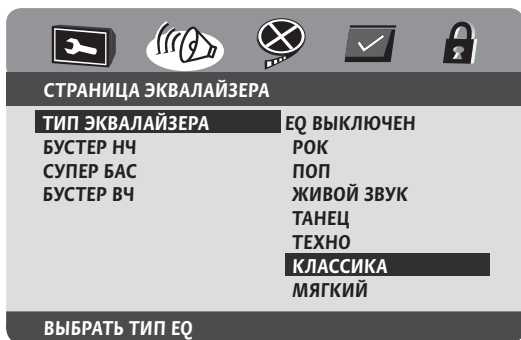 СТРАНИЦА ЭКВАЛАЙЗЕРА
ТИП ЭКВАЛАЙЗЕРА EQ ВЫКЛЮЧЕН
БУСТЕР НЧ РОК
СУПЕР БАС ПОП
БУСТЕР ВЧ ЖИВОЙ ЗВУК
ТАНЕЦ
ТЕХНО
КЛАССИКА
МЯГКИЙ
ВЫБРАТЬ ТИП EQ